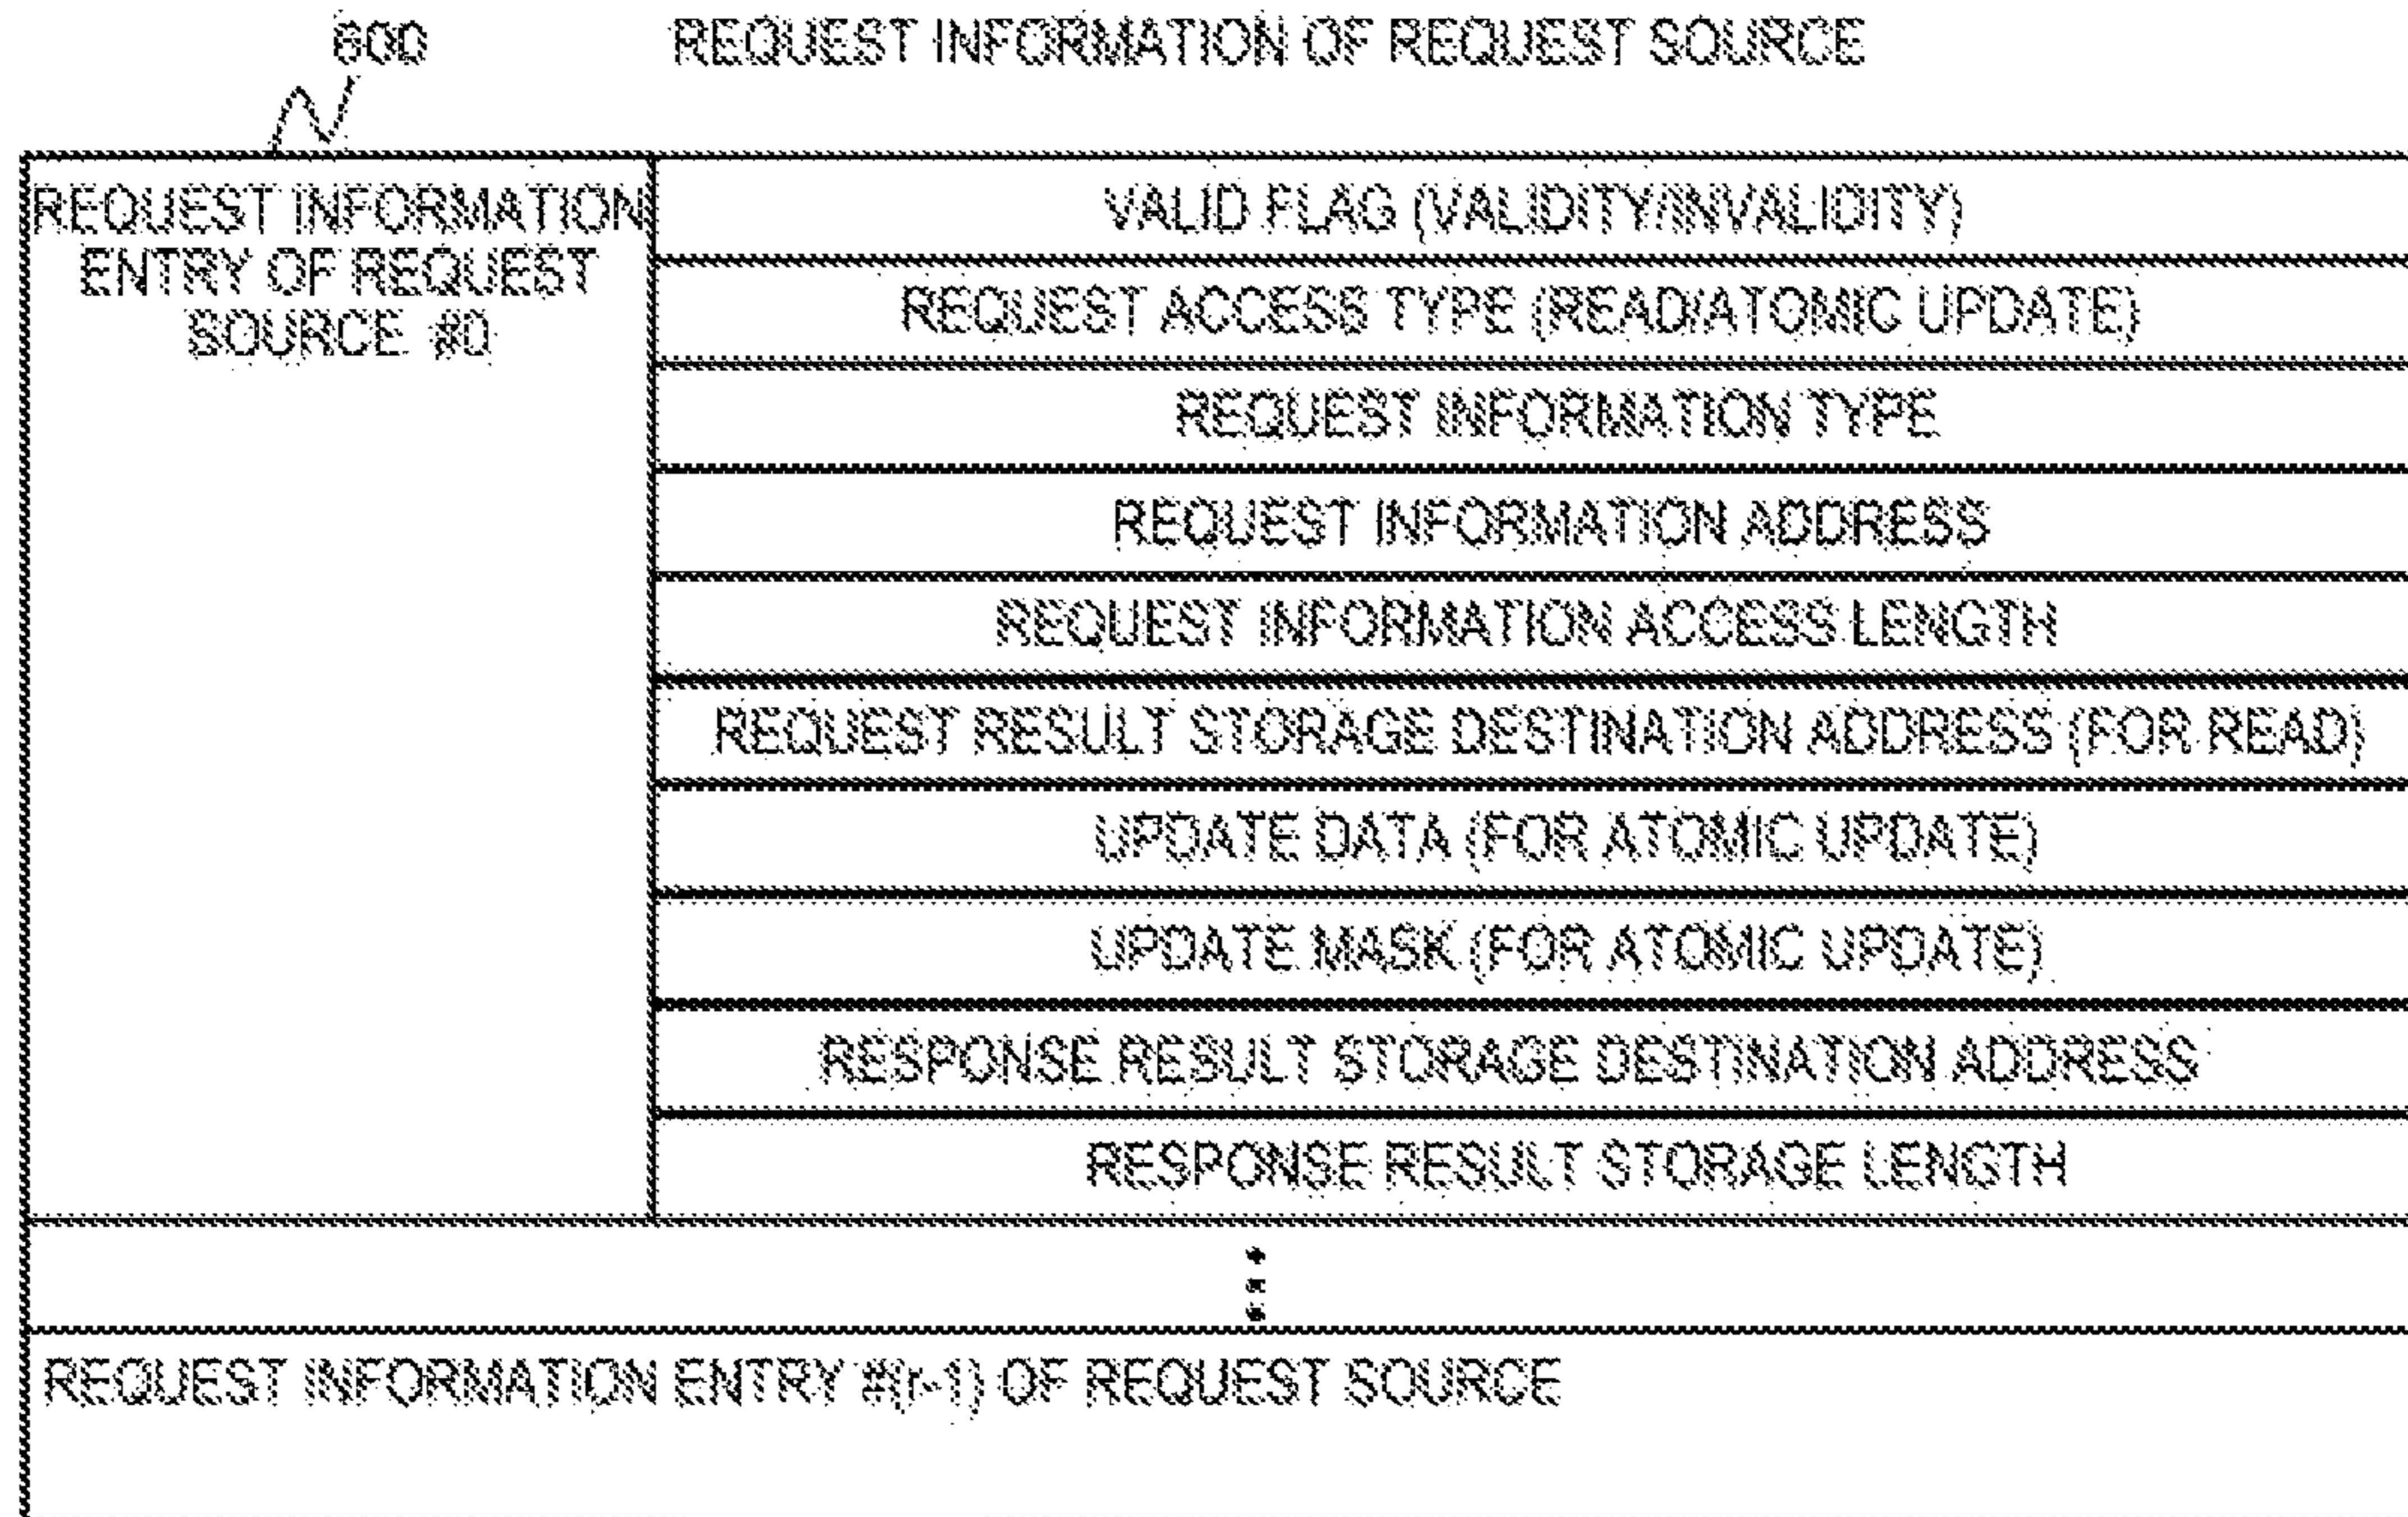 600 REQUEST INFORMATION OF REQUEST SOURCE
REQUEST INFORMATION
ENTRY OF REQUEST
SOURCE #0
VALID FLAG (VALIDITY/INVALIDITY)
REQUEST ACCESS TYPE (READ/ATOMIC UPDATE)
REQUEST INFORMATION TYPE
REQUEST INFORMATION ADDRESS
REQUEST INFORMATION ACCESS LENGTH
REQUEST RESULT STORAGE DESTINATION ADDRESS (FOR READ)
UPDATE DATA (FOR ATOMIC UPDATE)
UPDATE MASK (FOR ATOMIC UPDATE)
RESPONSE RESULT STORAGE DESTINATION ADDRESS
RESPONSE RESULT STORAGE LENGTH
REQUEST INFORMATION ENTRY #(r-1) OF REQUEST SOURCE